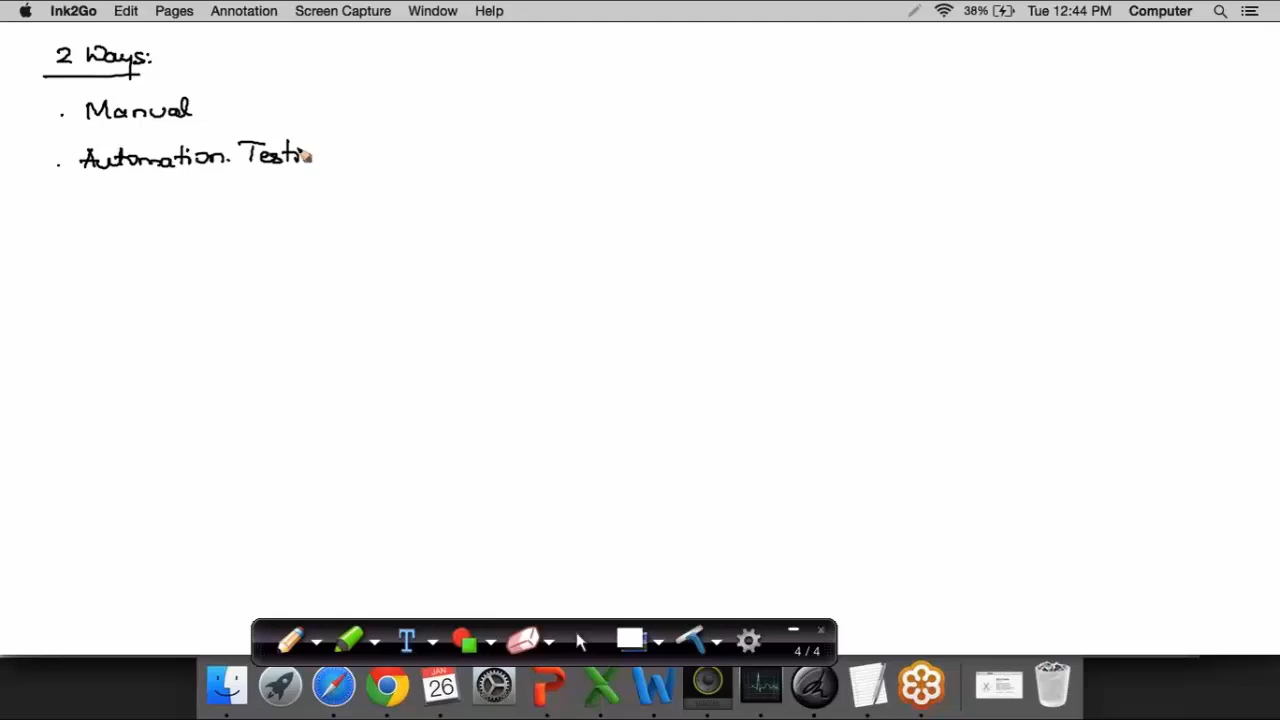 Ink2Go Edit Pages Annotation Screen Capture Window Help 38% Tue 12:44 PM Computer
2 Ways:
. Manual
. Automation. Testi
4 / 4
JAN
26